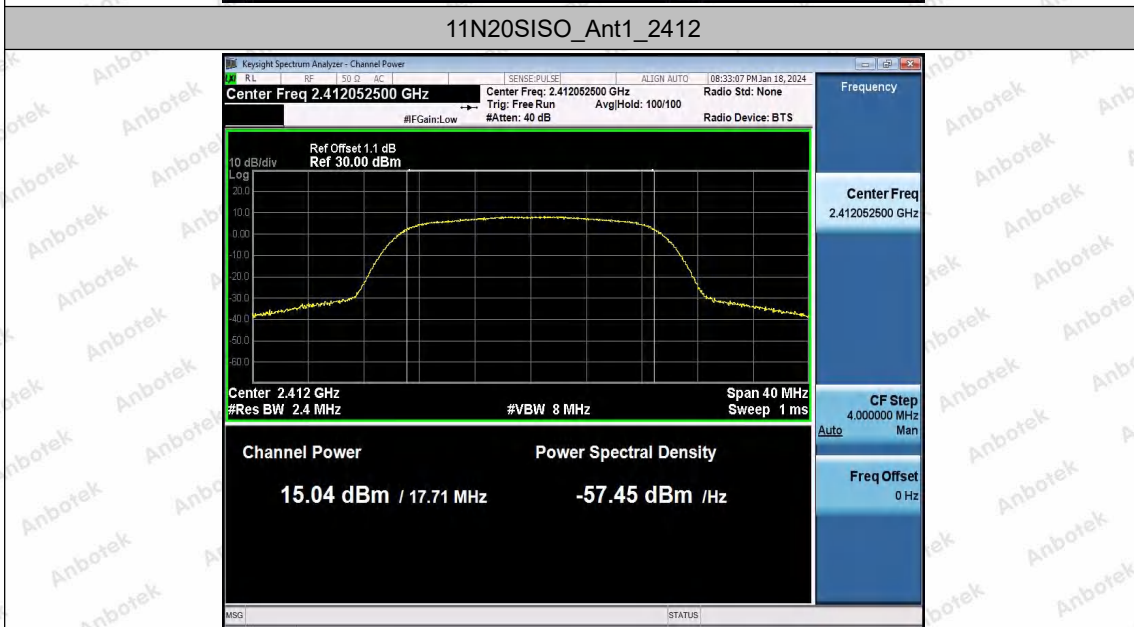 11N20SISO_Ant1_2412
Keysight Spectrum Analyzer - Channel Power
RL RF 50 Ω AC SENSE:PULSE ALIGN AUTO 08:33:07 PM Jan 18, 2024
Center Freq 2.412052500 GHz
Center Freq: 2.412052500 GHz
Radio Std: None
Trig: Free Run Avg|Hold: 100/100
#IFGain:Low #Atten: 40 dB
Radio Device: BTS
Ref Offset 1.1 dB
10 dB/div Ref 30.00 dBm
Log
20.0
10.0
0.00
-10.0
-20.0
-30.0
-40.0
-50.0
-60.0
Center 2.412 GHz Span 40 MHz
#Res BW 2.4 MHz #VBW 8 MHz Sweep 1 ms
Channel Power Power Spectral Density
15.04 dBm / 17.71 MHz -57.45 dBm /Hz
MSG STATUS
Frequency
Center Freq
2.412052500 GHz
CF Step
4.000000 MHz
Auto Man
Freq Offset
0 Hz
Anbotek